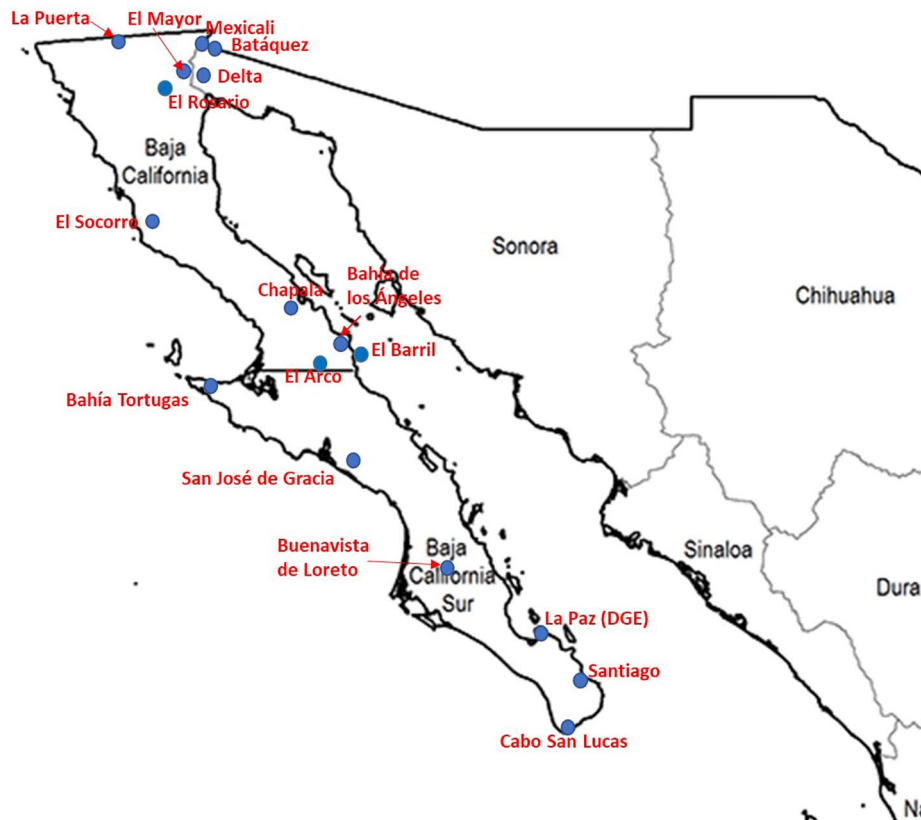 La Puerta
El Mayor
Mexicali
Batáquez
Delta
El Rosario
Baja
California
El Socorro
Sonora
Chihuahua
Bahía de
los Ángeles
Chapala
El Barril
El Arco
Bahía Tortugas
San José de Gracia
Buenavista
de Loreto
Baja
California
Sur
Sinaloa
Dura
La Paz (DGE)
Santiago
Cabo San Lucas
Na